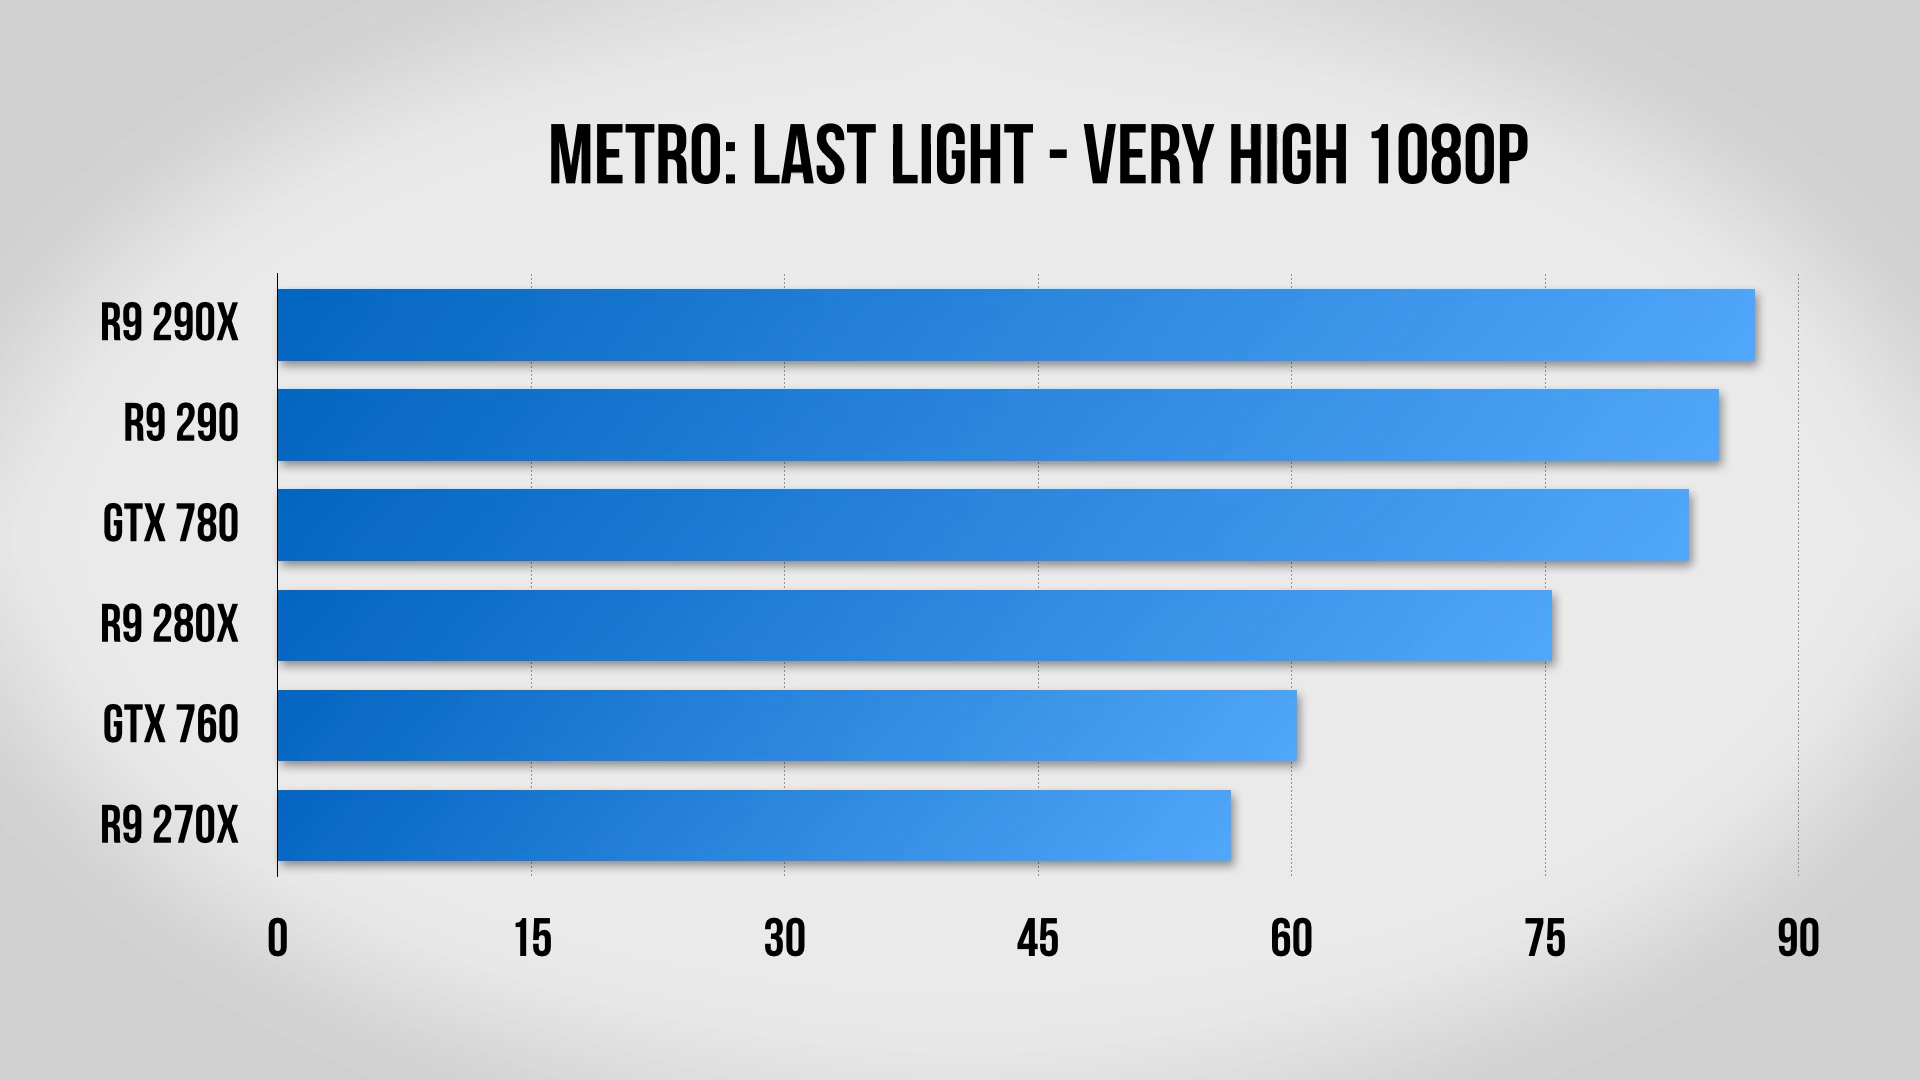 METRO: LAST LIGHT - VERY HIGH 1080P
R9 290X
R9 290
GTX 780
R9 280X
GTX 760
R9 270X
0 15 30 45 60 75 90